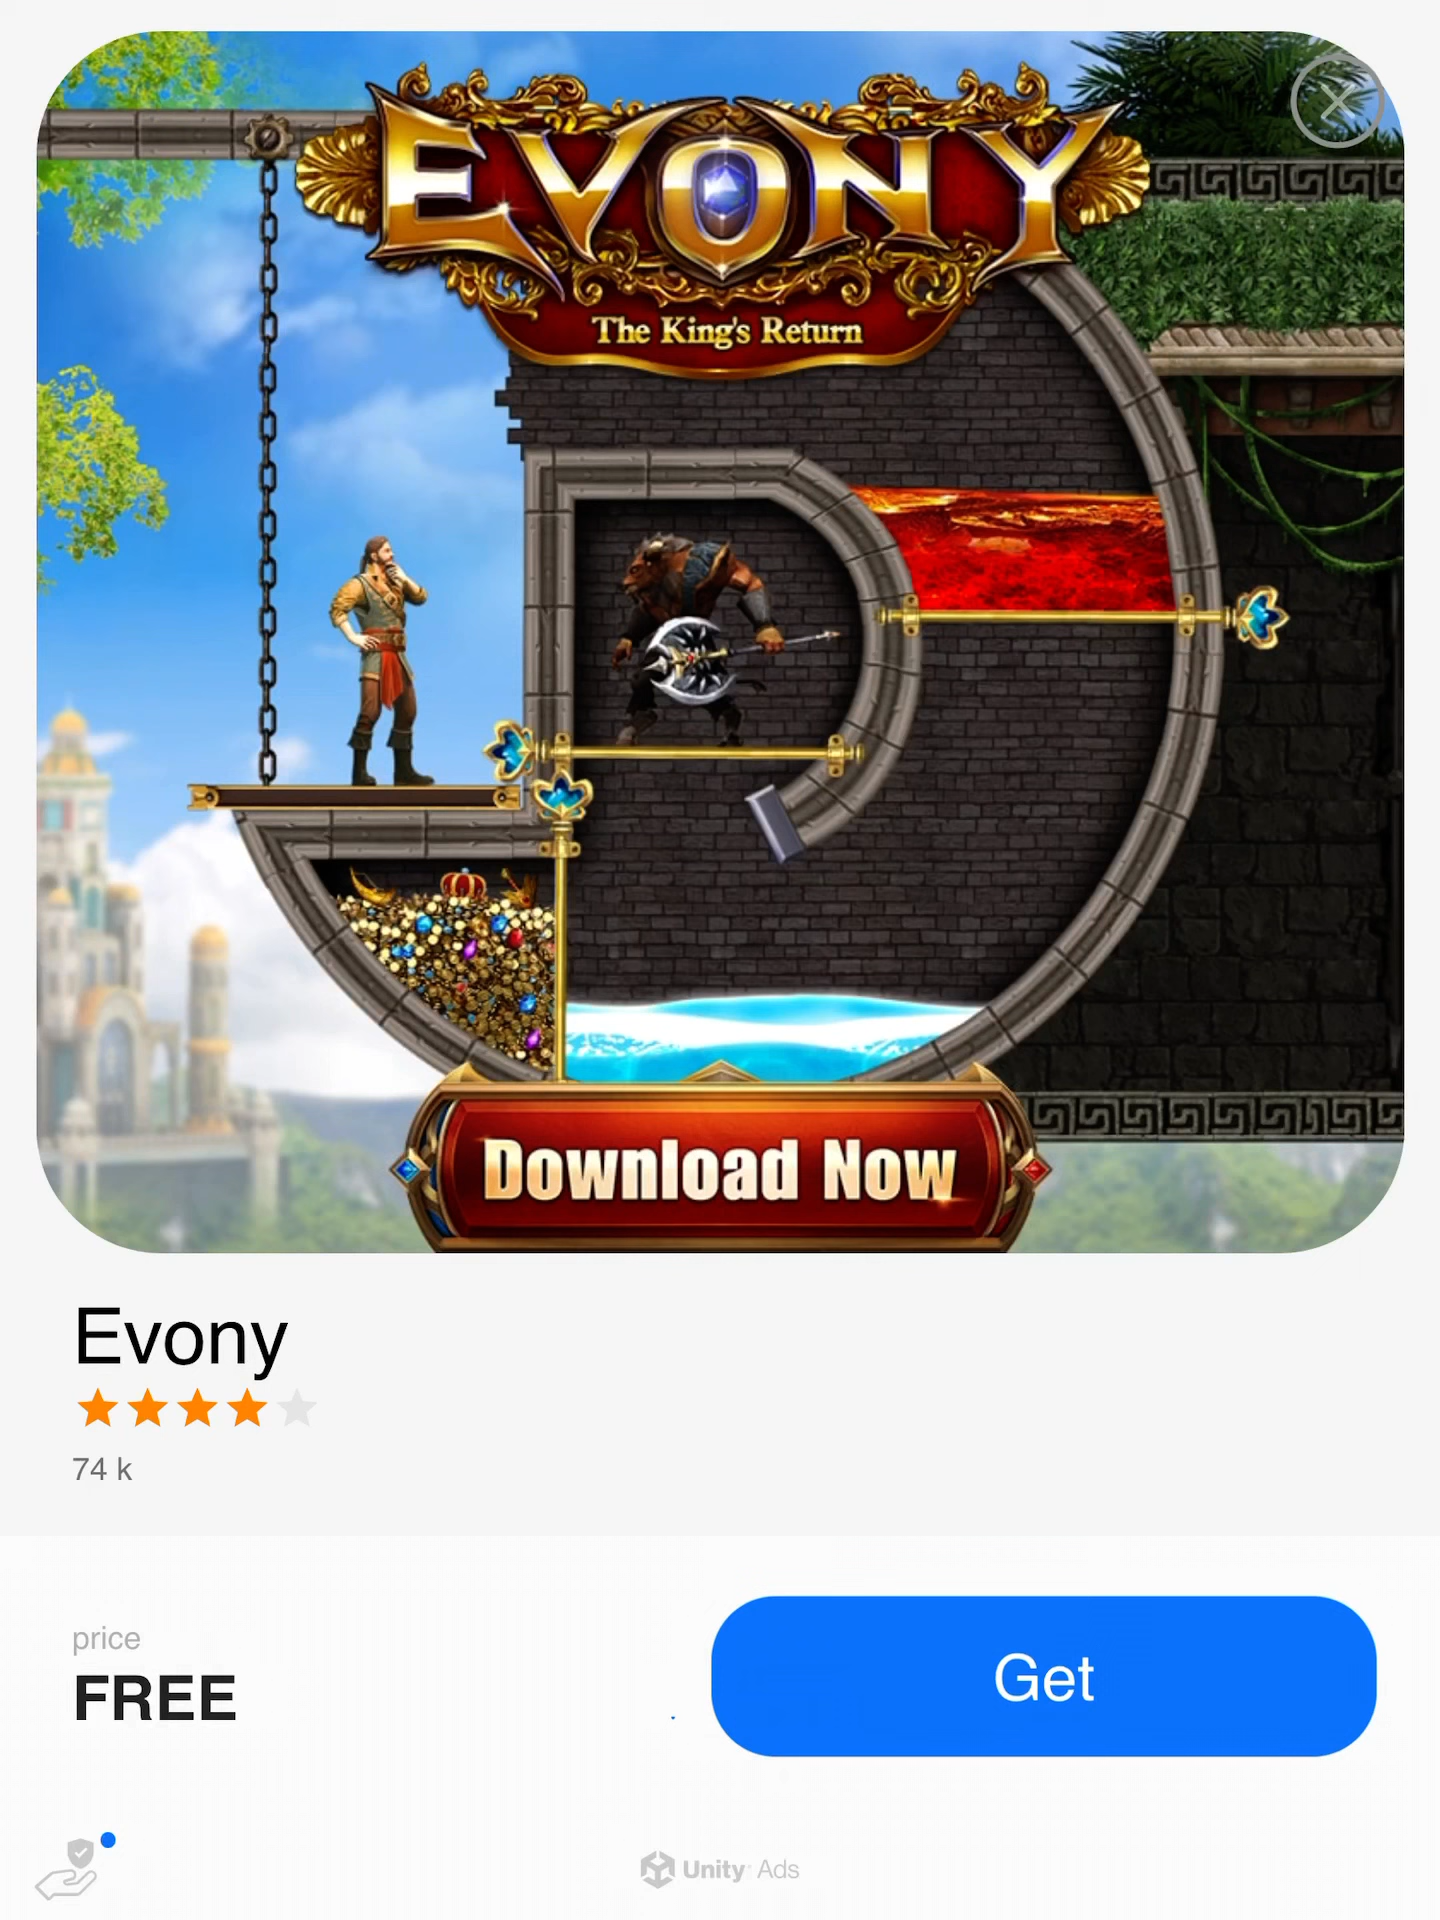 EVONY
The King's Return
Download Now
Evony
74 k
price
FREE
Get
Unity Ads